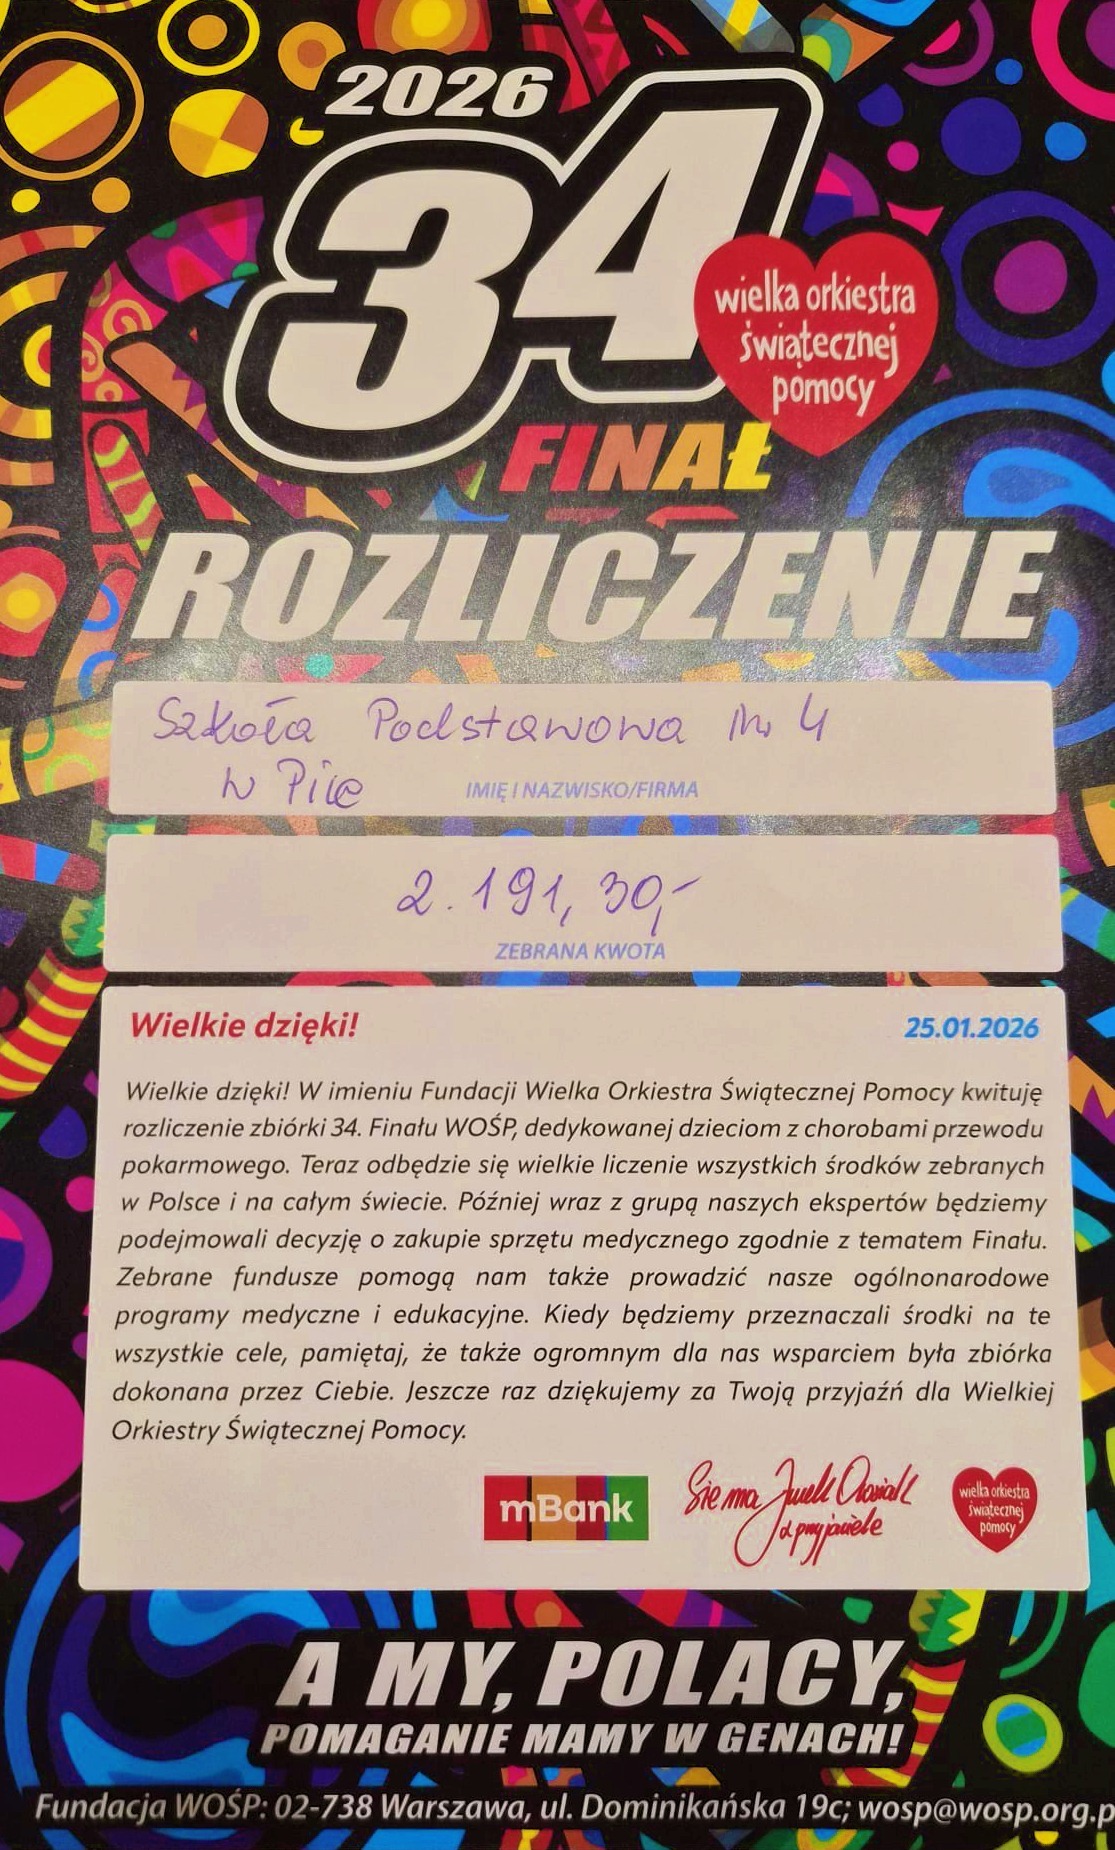 2026
34
wielka orkiestra
świątecznej
pomocy
FINAŁ
ROZLICZENIE
Szkoła Podstawowa nr 4
w Pile
IMIĘ I NAZWISKO/FIRMA
2.191,30,-
ZEBRANA KWOTA
Wielkie dzięki!
25.01.2026
Wielkie dzięki! W imieniu Fundacji Wielka Orkiestra Świątecznej Pomocy kwituję
rozliczenie zbiórki 34. Finału WOŚP, dedykowanej dzieciom z chorobami przewodu
pokarmowego. Teraz odbędzie się wielkie liczenie wszystkich środków zebranych
w Polsce i na całym świecie. Później wraz z grupą naszych ekspertów będziemy
podejmowali decyzję o zakupie sprzętu medycznego zgodnie z tematem Finału.
Zebrane fundusze pomogą nam także prowadzić nasze ogólnonarodowe
programy medyczne i edukacyjne. Kiedy będziemy przeznaczali środki na te
wszystkie cele, pamiętaj, że także ogromnym dla nas wsparciem była zbiórka
dokonana przez Ciebie. Jeszcze raz dziękujemy za Twoją przyjaźń dla Wielkiej
Orkiestry Świątecznej Pomocy.
mBank
Sie ma Jurek Owsiak
z przyjaciele
wielka orkiestra
świątecznej
pomocy
A MY, POLACY,
POMAGANIE MAMY W GENACH!
Fundacja WOŚP: 02-738 Warszawa, ul. Dominikańska 19c; wosp@wosp.org.p